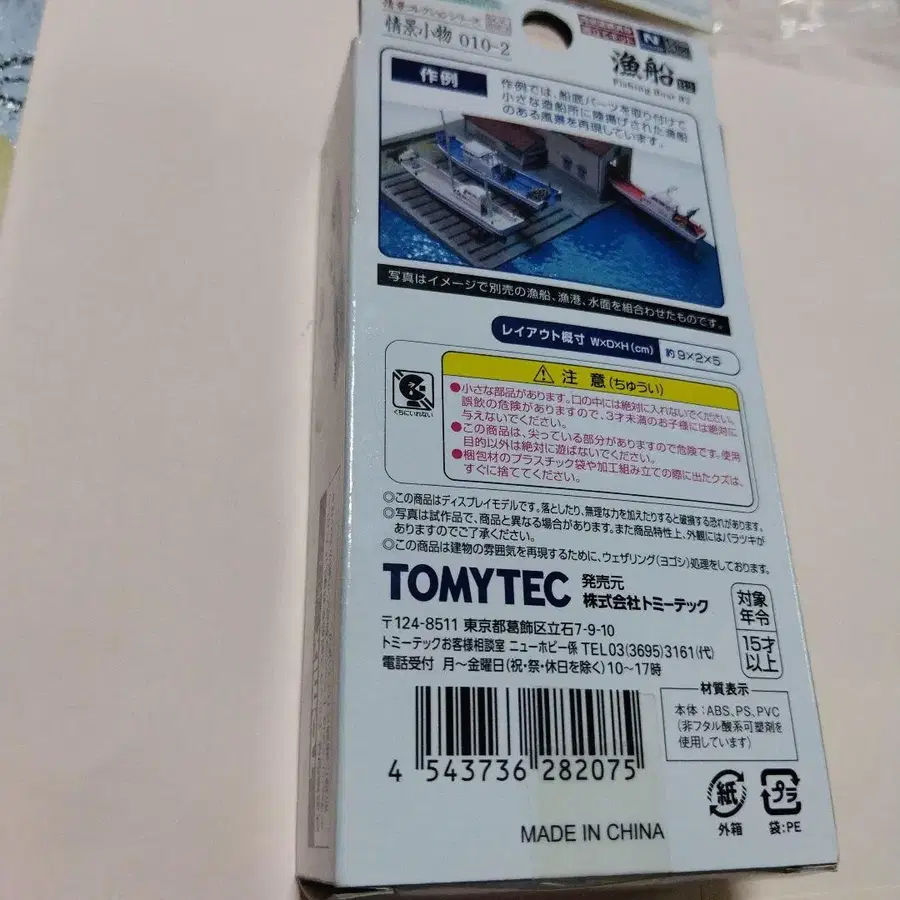 情景コレクションシリーズ
情景小物 010-2
N
漁船
Fishing Boat B2
作例
作例では、船底パーツを取り付けて
小さな造船所に陸揚げされた漁船
のある風景を再現しています。
写真はイメージで別売の漁船、漁港、水面を組合わせたものです。
レイアウト概寸 W×D×H(cm) 約9×2×5
くちにいれない
注 意(ちゅうい)
●小さな部品があります。口の中には絶対に入れないでください。
誤飲の危険がありますので、3才未満のお子様には絶対に
与えないでください。
●この商品は、尖っている部分がありますので危険です。使用
目的以外は絶対に遊ばないでください。
●梱包材のプラスチック袋や加工組み立ての際に出たクズは、
すぐに捨ててください。
◎この商品はディスプレイモデルです。落としたり、無理な力を加えたりすると破損する恐れがあります。
◎写真は試作品で、商品と異なる場合があります。また商品特性上、外観にはバラツキが
ありますのでご了承ください。
◎この商品は建物の雰囲気を再現するために、ウェザリング(ヨゴシ)処理をしております。
TOMYTEC 発売元
株式会社トミーテック
〒124-8511 東京都葛飾区立石7-9-10
トミーテックお客様相談室 ニューホビー係 TEL03(3695)3161(代)
電話受付 月〜金曜日(祝・祭・休日を除く)10〜17時
対象
年令
15才
以上
材質表示
本体:ABS、PS、PVC
(非フタル酸系可塑剤を
使用しています)
4 543736 282075
紙
外箱
プラ
袋:PE
MADE IN CHINA